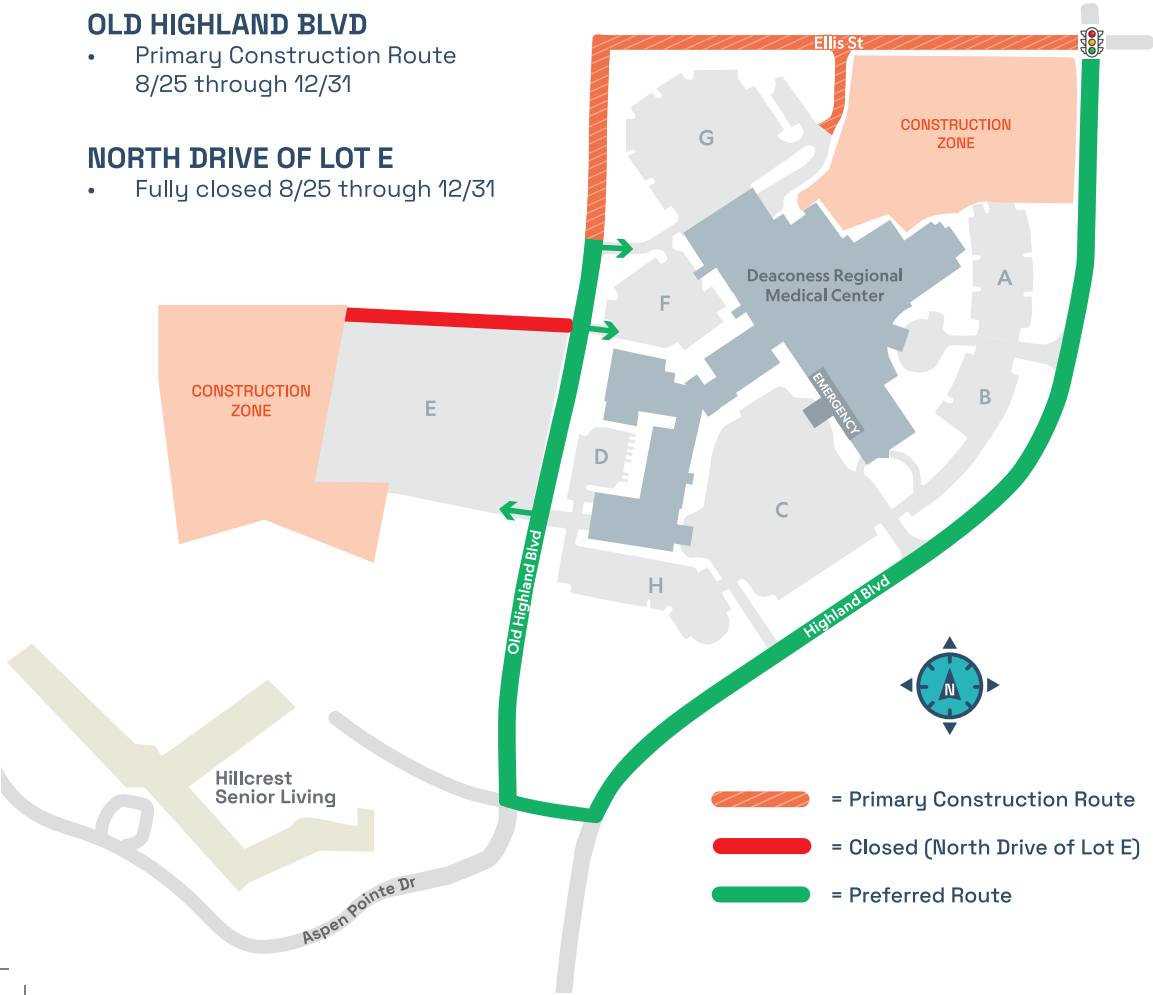 OLD HIGHLAND BLVD
• Primary Construction Route
8/25 through 12/31
NORTH DRIVE OF LOT E
• Fully closed 8/25 through 12/31
Ellis St
CONSTRUCTION
ZONE
G
Deaconess Regional
Medical Center
A
F
CONSTRUCTION
ZONE
E
EMERGENCY
B
D
C
H
Old Highland Blvd
Highland Blvd
N
Hillcrest
Senior Living
Aspen Pointe Dr
= Primary Construction Route
= Closed (North Drive of Lot E)
= Preferred Route